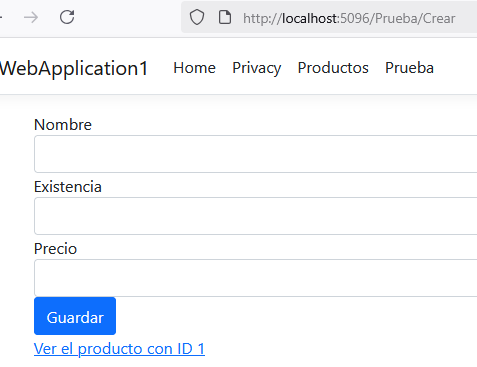 http://localhost:5096/Prueba/Crear
WebApplication1 Home Privacy Productos Prueba
Nombre
Existencia
Precio
Guardar
Ver el producto con ID 1